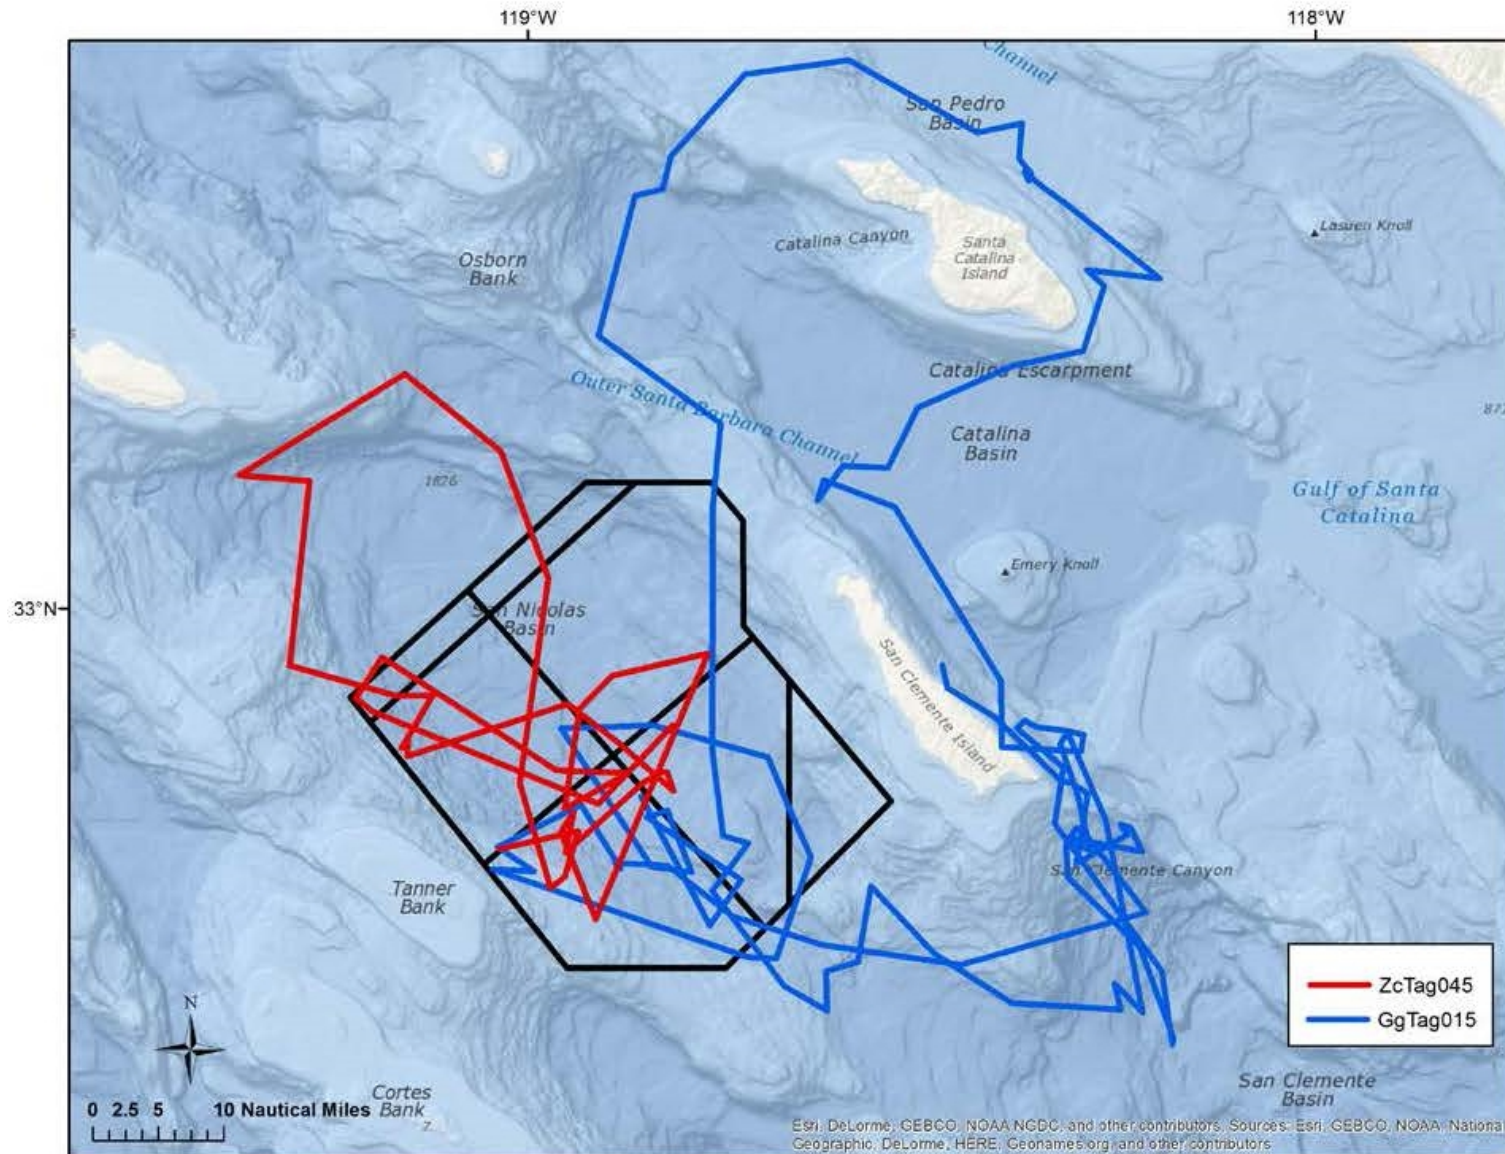 119°W
118°W
Channel
San Pedro
Basin
Lasuen Knoll
Catalina Canyon
Santa
Catalina
Island
Osborn
Bank
Catalina Escarpment
Outer Santa Barbara Channel
Catalina
Basin
1826
Gulf of Santa
Catalina
Emery Knoll
33°N
San Nicolas
Basin
San Clemente Island
San Clemente Canyon
Tanner
Bank
ZcTag045
GgTag015
N
San Clemente
Basin
Cortes
Bank
0 2.5 5 10 Nautical Miles
Esri, DeLorme, GEBCO, NOAA NGDC, and other contributors, Sources: Esri, GEBCO, NOAA, National
Geographic, DeLorme, HERE, Geonames.org, and other contributors